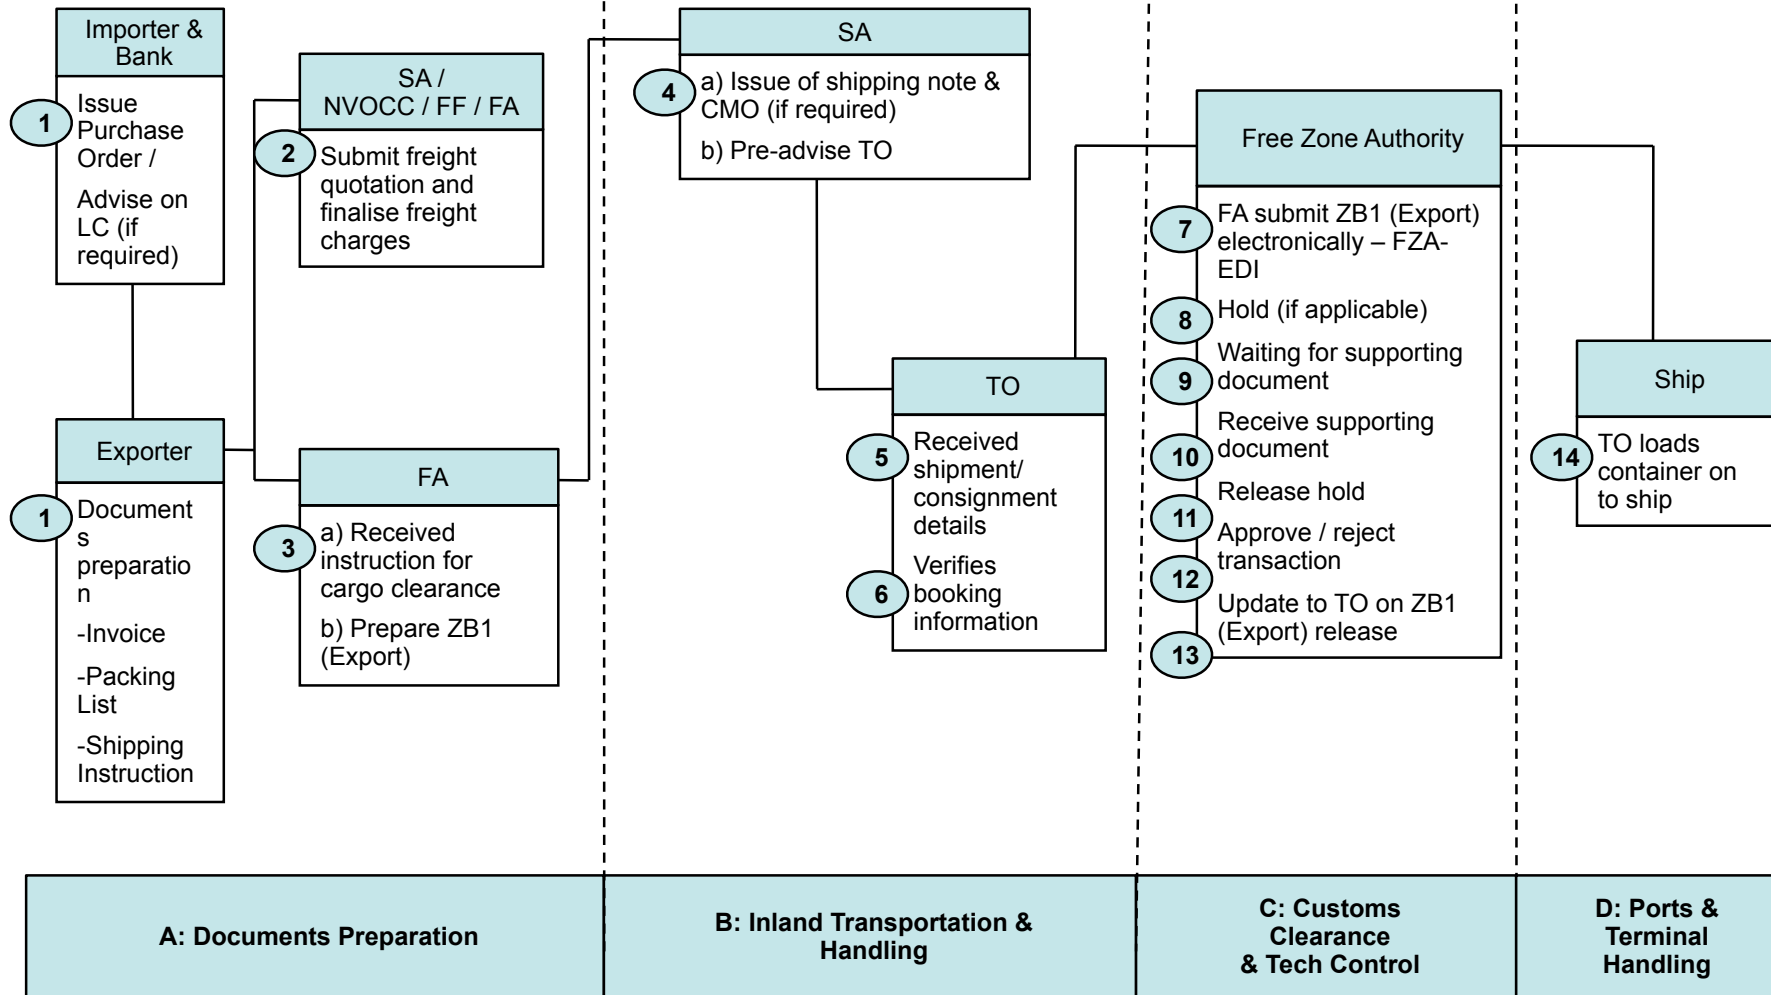 Importer &
Bank
1
Issue
Purchase
Order /
Advise on
LC (if
required)
Exporter
1
Document
s
preparatio
n
-Invoice
-Packing
List
-Shipping
Instruction
SA /
NVOCC / FF / FA
2
Submit freight
quotation and
finalise freight
charges
FA
3
a) Received
instruction for
cargo clearance
b) Prepare ZB1
(Export)
SA
4
a) Issue of shipping note &
CMO (if required)
b) Pre-advise TO
TO
5
Received
shipment/
consignment
details
6
Verifies
booking
information
Free Zone Authority
7
FA submit ZB1 (Export)
electronically – FZA-
EDI
8
Hold (if applicable)
9
Waiting for supporting
document
10
Receive supporting
document
11
Release hold
12
Approve / reject
transaction
13
Update to TO on ZB1
(Export) release
Ship
14
TO loads
container on
to ship
A: Documents Preparation
B: Inland Transportation &
Handling
C: Customs
Clearance
& Tech Control
D: Ports &
Terminal
Handling